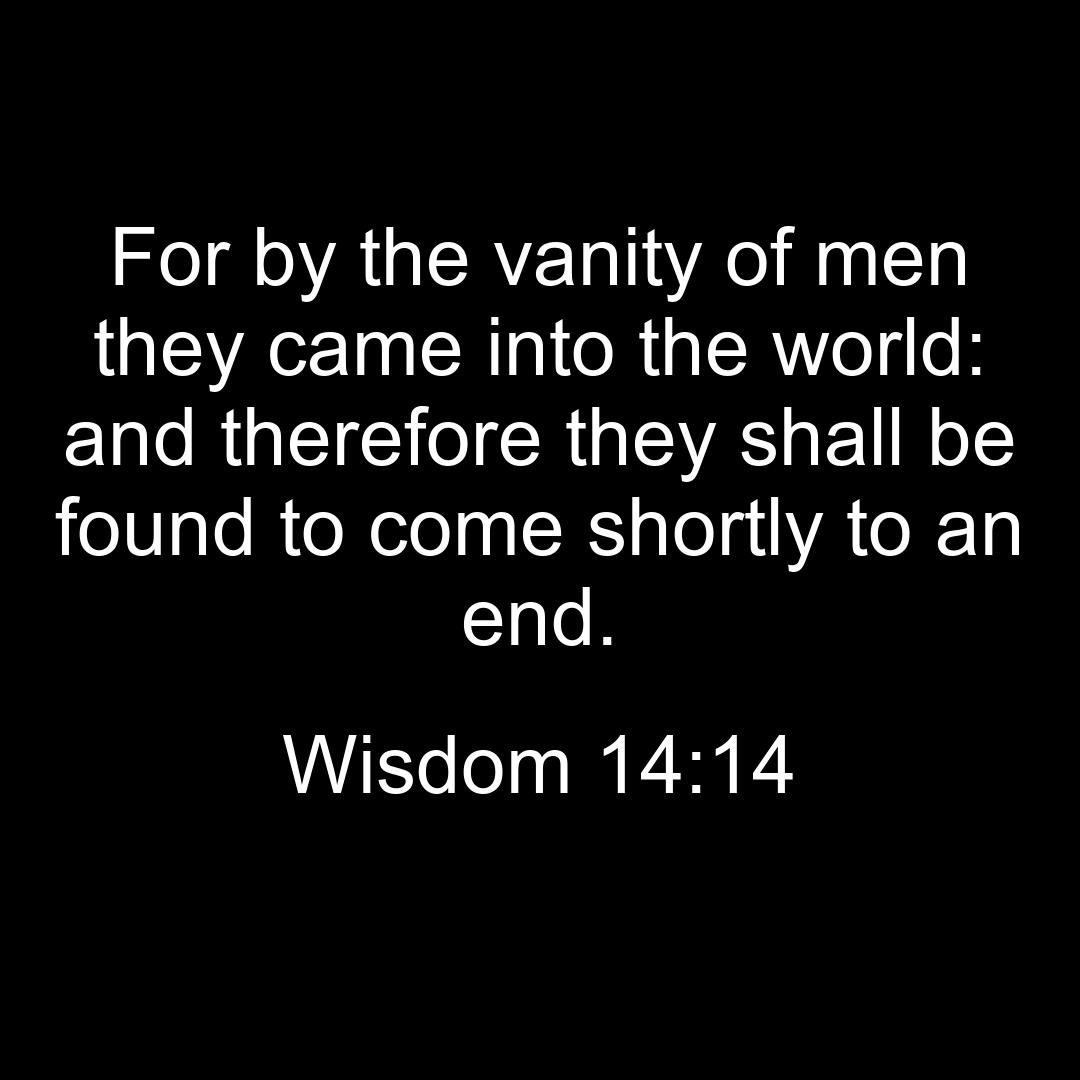 For by the vanity of men
they came into the world:
and therefore they shall be
found to come shortly to an
end.
Wisdom 14:14